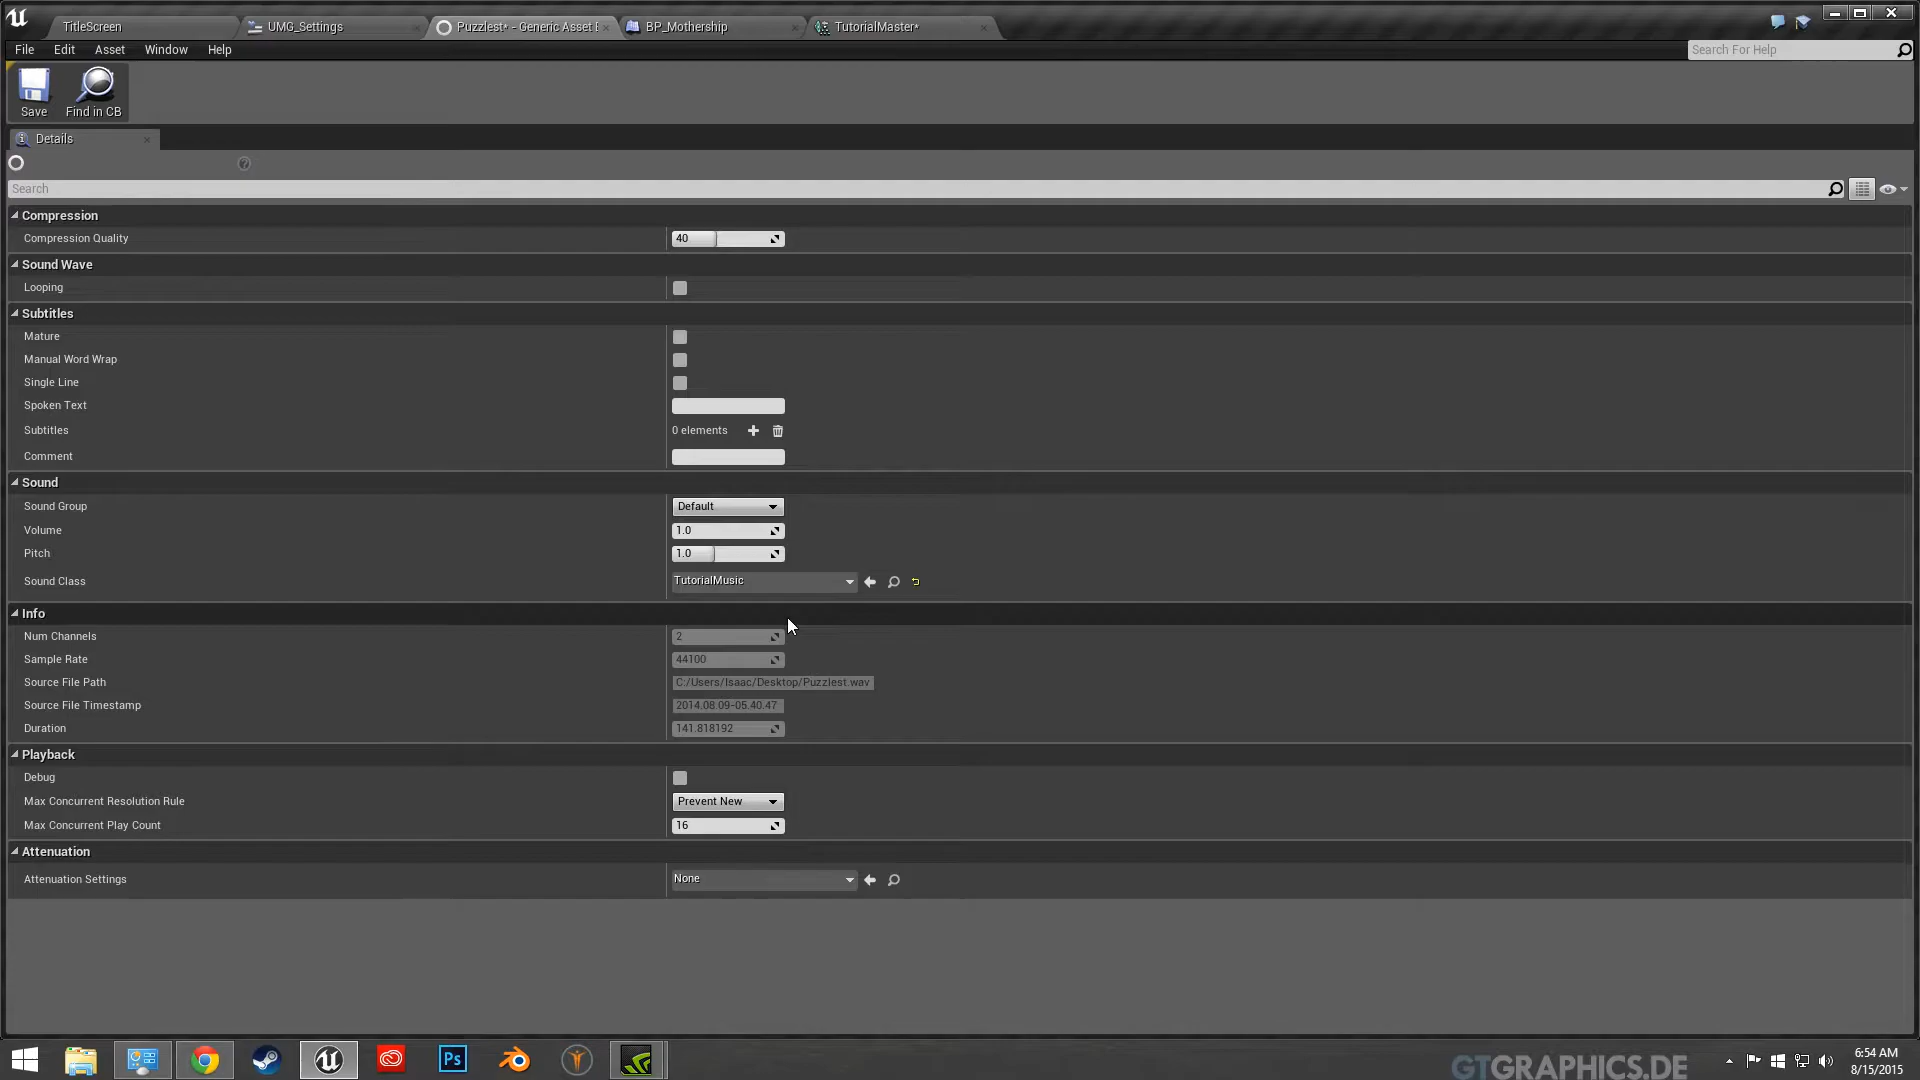 TitleScreen
UMG_Settings
Puzzlest* - Generic Asset E
BP_Mothership
TutorialMaster*
File Edit Asset Window Help
Search For Help
Save
Find in CB
Details
Search
Compression
Compression Quality 40
Sound Wave
Looping
Subtitles
Mature
Manual Word Wrap
Single Line
Spoken Text
Subtitles 0 elements
Comment
Sound
Sound Group Default
Volume 1.0
Pitch 1.0
Sound Class TutorialMusic
Info
Num Channels 2
Sample Rate 44100
Source File Path C:/Users/Isaac/Desktop/Puzzlest.wav
Source File Timestamp 2014.08.09-05.40.47
Duration 141.818192
Playback
Debug
Max Concurrent Resolution Rule Prevent New
Max Concurrent Play Count 16
Attenuation
Attenuation Settings None
Ps
GTGRAPHICS.DE
6:54 AM
8/15/2015